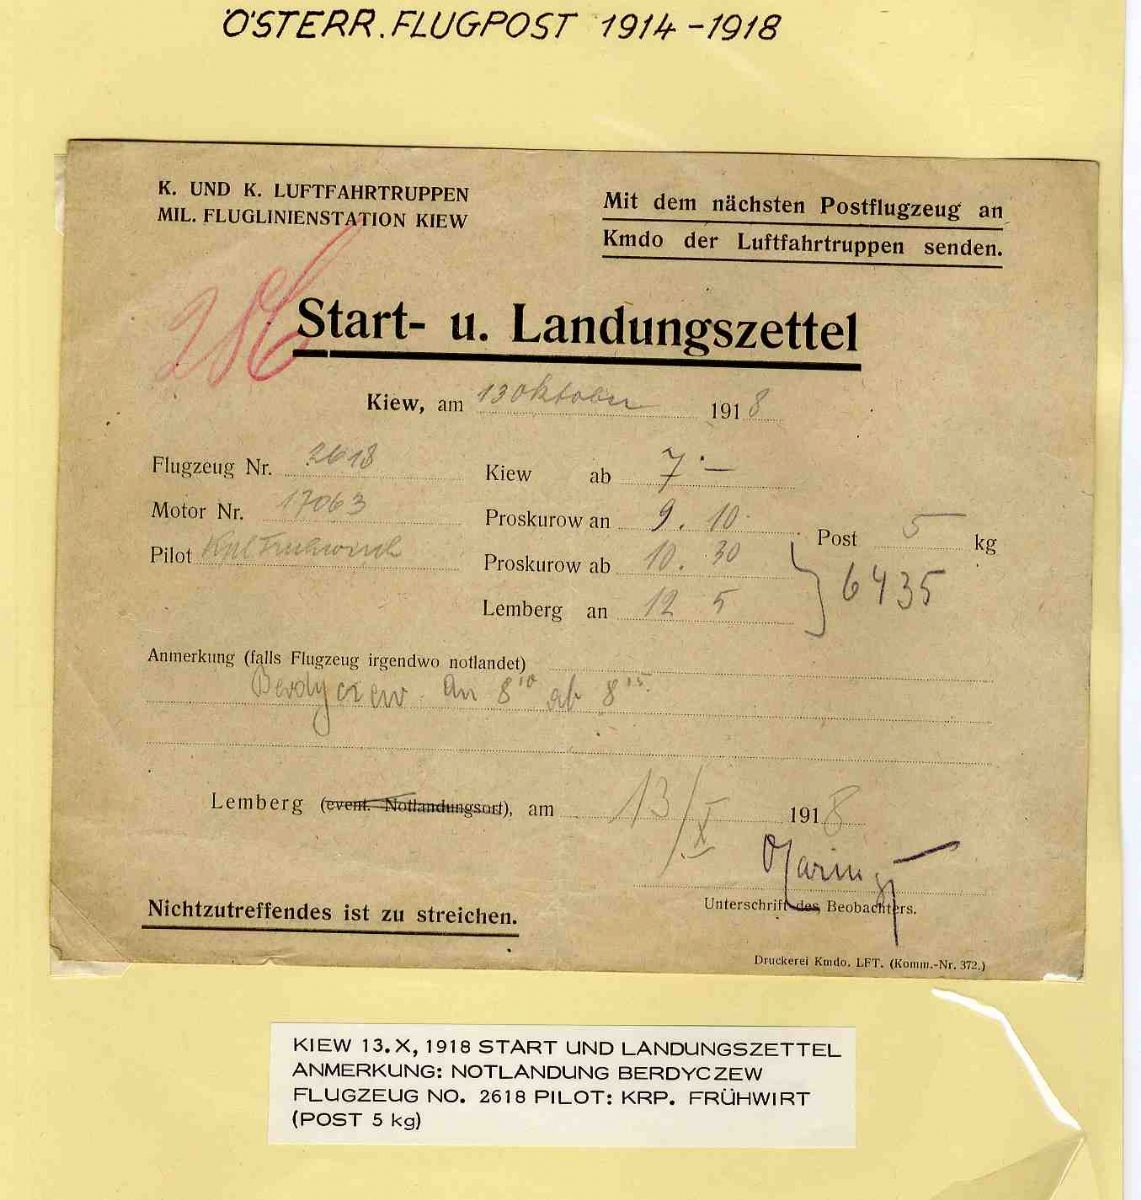 ÖSTERR. FLUGPOST 1914-1918
K. UND K. LUFTFAHRTRUPPEN
MIL. FLUGLINIENSTATION KIEW
Mit dem nächsten Postflugzeug an
Kmdo der Luftfahrtruppen senden.
Start- u. Landungszettel
Kiew, am 13 Oktober 1918
Flugzeug Nr. 2618
Kiew ab 7.—
Motor Nr. 17063
Proskurow an 9. 10
Post 5 kg
Pilot
Proskurow ab 10. 30
6435
Lemberg an 12 5
Anmerkung (falls Flugzeug irgendwo notlandet)
Berdyczew. An 8 10 ab 8 15
Lemberg (event. Notlandungsort), am 13/X 1918
Unterschrift des Beobachters.
Nichtzutreffendes ist zu streichen.
Druckerei Kmdo. LFT. (Komm.-Nr. 372.)
KIEW 13.X, 1918 START UND LANDUNGSZETTEL
ANMERKUNG: NOTLANDUNG BERDYCZEW
FLUGZEUG NO. 2618 PILOT: KRP. FRÜHWIRT
(POST 5 kg)